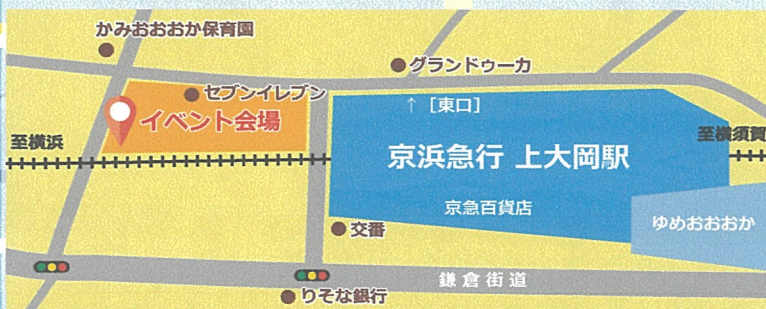 かみおおおか保育園
グランドゥーカ
セブンイレブン
イベント会場
↑ [東口]
至横浜
至横須賀
京浜急行 上大岡駅
京急百貨店
ゆめおおおか
交番
鎌倉街道
りそな銀行